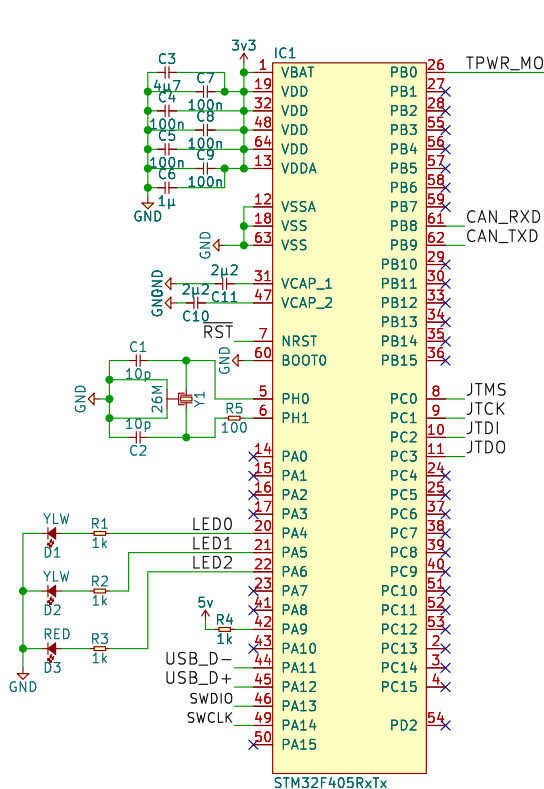 3v3
IC1
C3
4µ7
C7
100n
C4
100n
C8
100n
C5
100n
C9
100n
C6
1µ
GND
1 VBAT
19 VDD
32 VDD
48 VDD
64 VDD
13 VDDA
12 VSSA
18 VSS
63 VSS
GND
2µ2
C11
GND
31 VCAP_1
2µ2
C10
GND
47 VCAP_2
RST
7 NRST
GND
60 BOOT0
C1
10p
GND
26M
Y1
10p
C2
R5
100
5 PH0
6 PH1
14 PA0
15 PA1
16 PA2
17 PA3
YLW
D1
R1
1k
LED0
20 PA4
LED1
21 PA5
LED2
22 PA6
YLW
D2
R2
1k
23 PA7
41 PA8
5v
R4
1k
42 PA9
RED
D3
R3
1k
GND
43 PA10
USB_D-
44 PA11
USB_D+
45 PA12
SWDIO
46 PA13
SWCLK
49 PA14
50 PA15
PB0 26 TPWR_MO
PB1 27
PB2 28
PB3 55
PB4 56
PB5 57
PB6 58
PB7 59
PB8 61 CAN_RXD
PB9 62 CAN_TXD
PB10 29
PB11 30
PB12 33
PB13 34
PB14 35
PB15 36
PC0 8 JTMS
PC1 9 JTCK
PC2 10 JTDI
PC3 11 JTDO
PC4 24
PC5 25
PC6 37
PC7 38
PC8 39
PC9 40
PC10 51
PC11 52
PC12 53
PC13 2
PC14 3
PC15 4
PD2 54
STM32F405RxTx